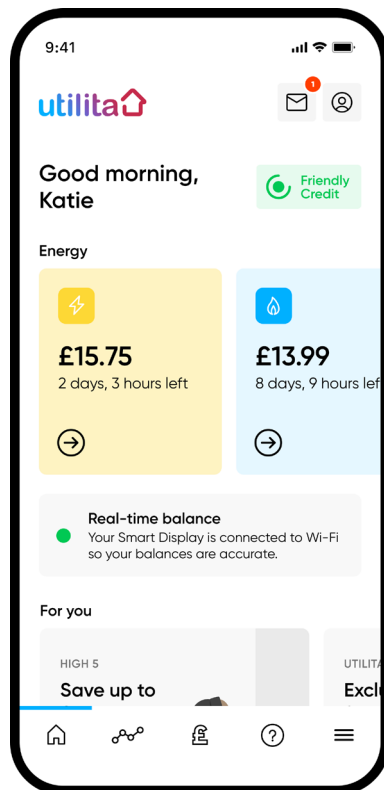 9:41
utilita
1
Good morning,
Katie
Friendly
Credit
Energy
£15.75
2 days, 3 hours left
£13.99
8 days, 9 hours lef
Real-time balance
Your Smart Display is connected to Wi-Fi
so your balances are accurate.
For you
HIGH 5
Save up to
UTILITA
Exclu